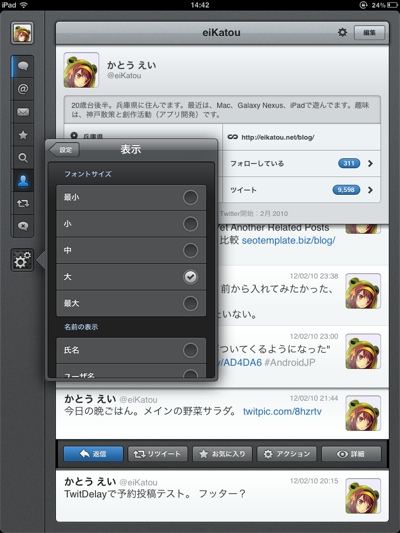 iPad
14:42
24%
eiKatou
編集
かとう えい
@eiKatou
20歳台後半。兵庫県に住んでます。最近は、Mac、Galaxy Nexus、iPadで遊んでます。趣味
は、神戸散策と創作活動（アプリ開発）です。
兵庫県
http://eikatou.net/blog/
フォローしている
311
ツイート
9,598
Twitter開始：2月 2010
設定
表示
フォントサイズ
最小
小
中
大
最大
名前の表示
氏名
ユーザ名
et Another Related Posts
比較 seotemplate.biz/blog/
12/02/10 23:38
前から入れてみたかった、
たいない。
12/02/10 23:00
がついてくるようになった"
y/AD4DA6 #AndroidJP
かとう えい @eiKatou
12/02/10 21:44
今日の晩ごはん。メインの野菜サラダ。 twitpic.com/8hzrtv
返信
リツイート
お気に入り
アクション
詳細
かとう えい @eiKatou
12/02/10 20:15
TwitDelayで予約投稿テスト。 フッター？